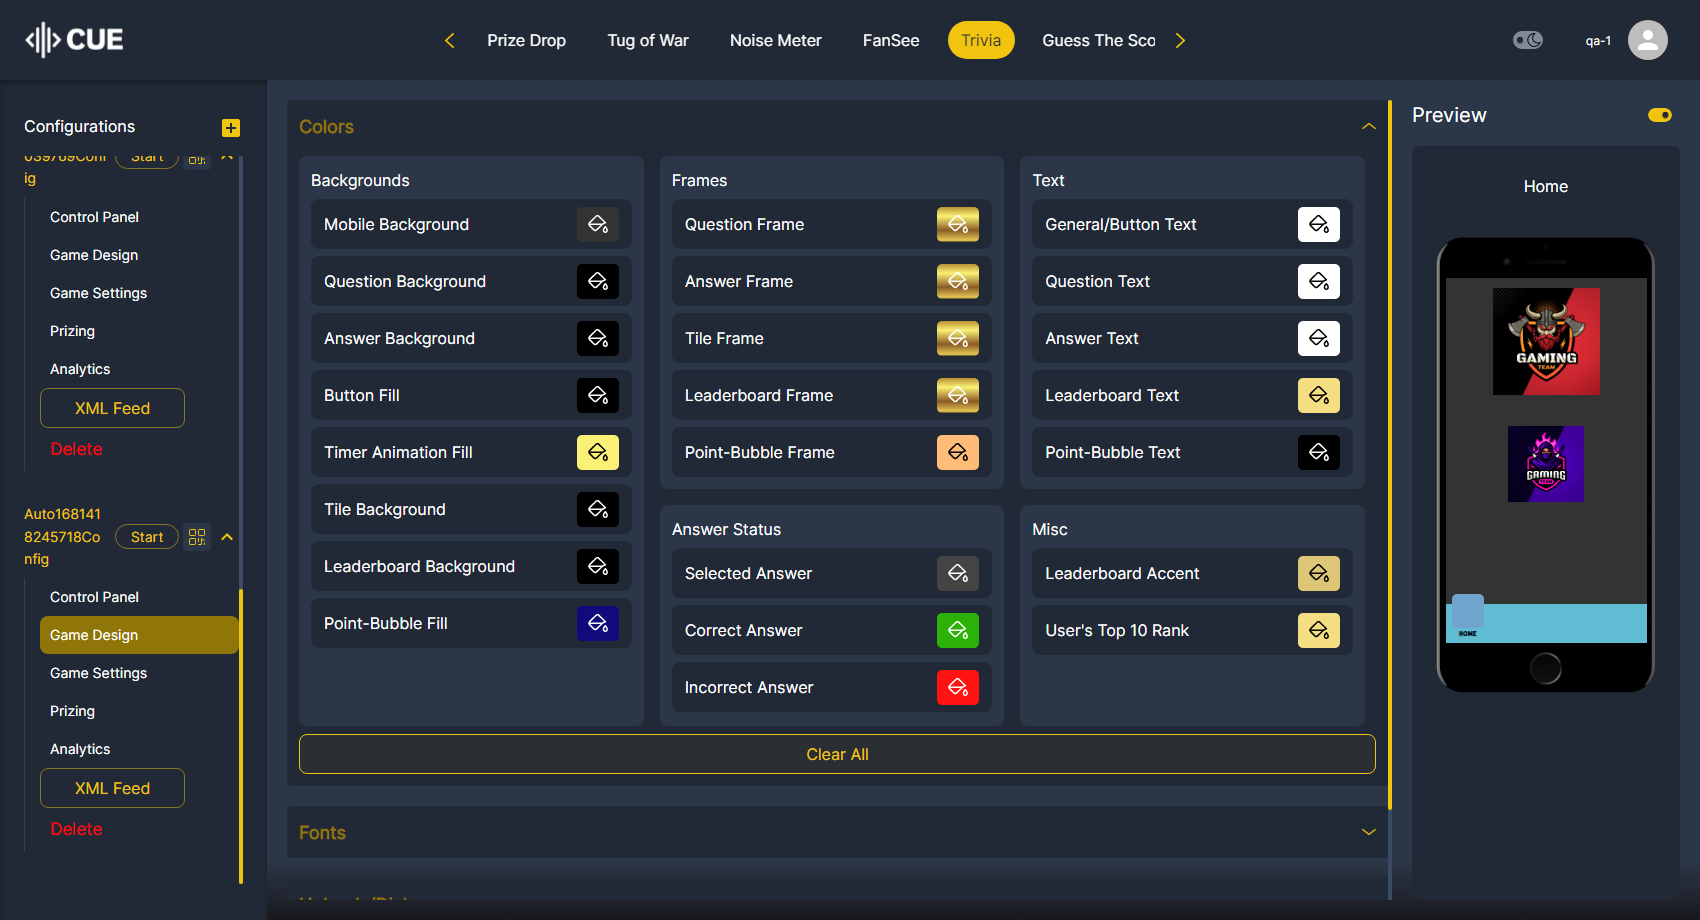 CUE
Prize Drop
Tug of War
Noise Meter
FanSee
Trivia
Guess The Sco
qa-1
Configurations
039769Conf
ig
Start
Control Panel
Game Design
Game Settings
Prizing
Analytics
XML Feed
Delete
Auto168141
8245718Co
nfig
Start
Control Panel
Game Design
Game Settings
Prizing
Analytics
XML Feed
Delete
Colors
Backgrounds
Mobile Background
Question Background
Answer Background
Button Fill
Timer Animation Fill
Tile Background
Leaderboard Background
Point-Bubble Fill
Frames
Question Frame
Answer Frame
Tile Frame
Leaderboard Frame
Point-Bubble Frame
Text
General/Button Text
Question Text
Answer Text
Leaderboard Text
Point-Bubble Text
Answer Status
Selected Answer
Correct Answer
Incorrect Answer
Misc
Leaderboard Accent
User's Top 10 Rank
Clear All
Fonts
Preview
Home
GAMING
TEAM
GAMING
TEAM
HOME